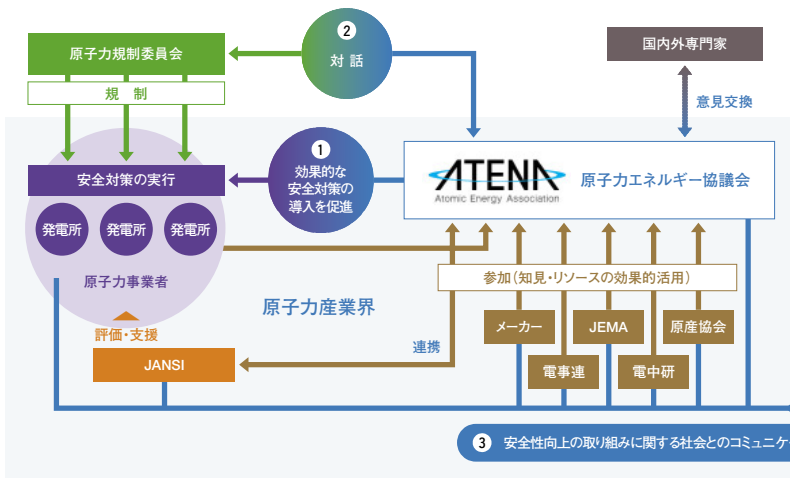 原子力規制委員会
規 制
2
対 話
国内外専門家
意見交換
1
効果的な
安全対策の
導入を促進
安全対策の実行
発電所 発電所 発電所
原子力事業者
ATENA
Atomic Energy Association
原子力エネルギー協議会
参加(知見・リソースの効果的活用)
原子力産業界
評価・支援
JANSI
連携
メーカー JEMA 原産協会
電事連 電中研
3 安全性向上の取り組みに関する社会とのコミュニケ